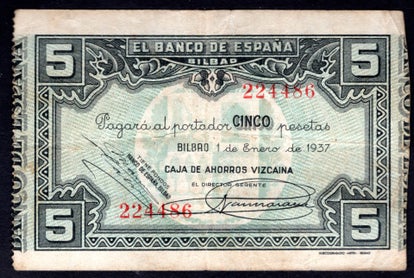 EL BANCO DE ESPAÑA
BILBAO
5 5
224486
Pagará al portador CINCO pesetas
BILBAO 1 de Enero de 1937
CAJA DE AHORROS VIZCAINA
EL DIRECTOR GERENTE
224486
5 5
BANCO DE ESPAÑA